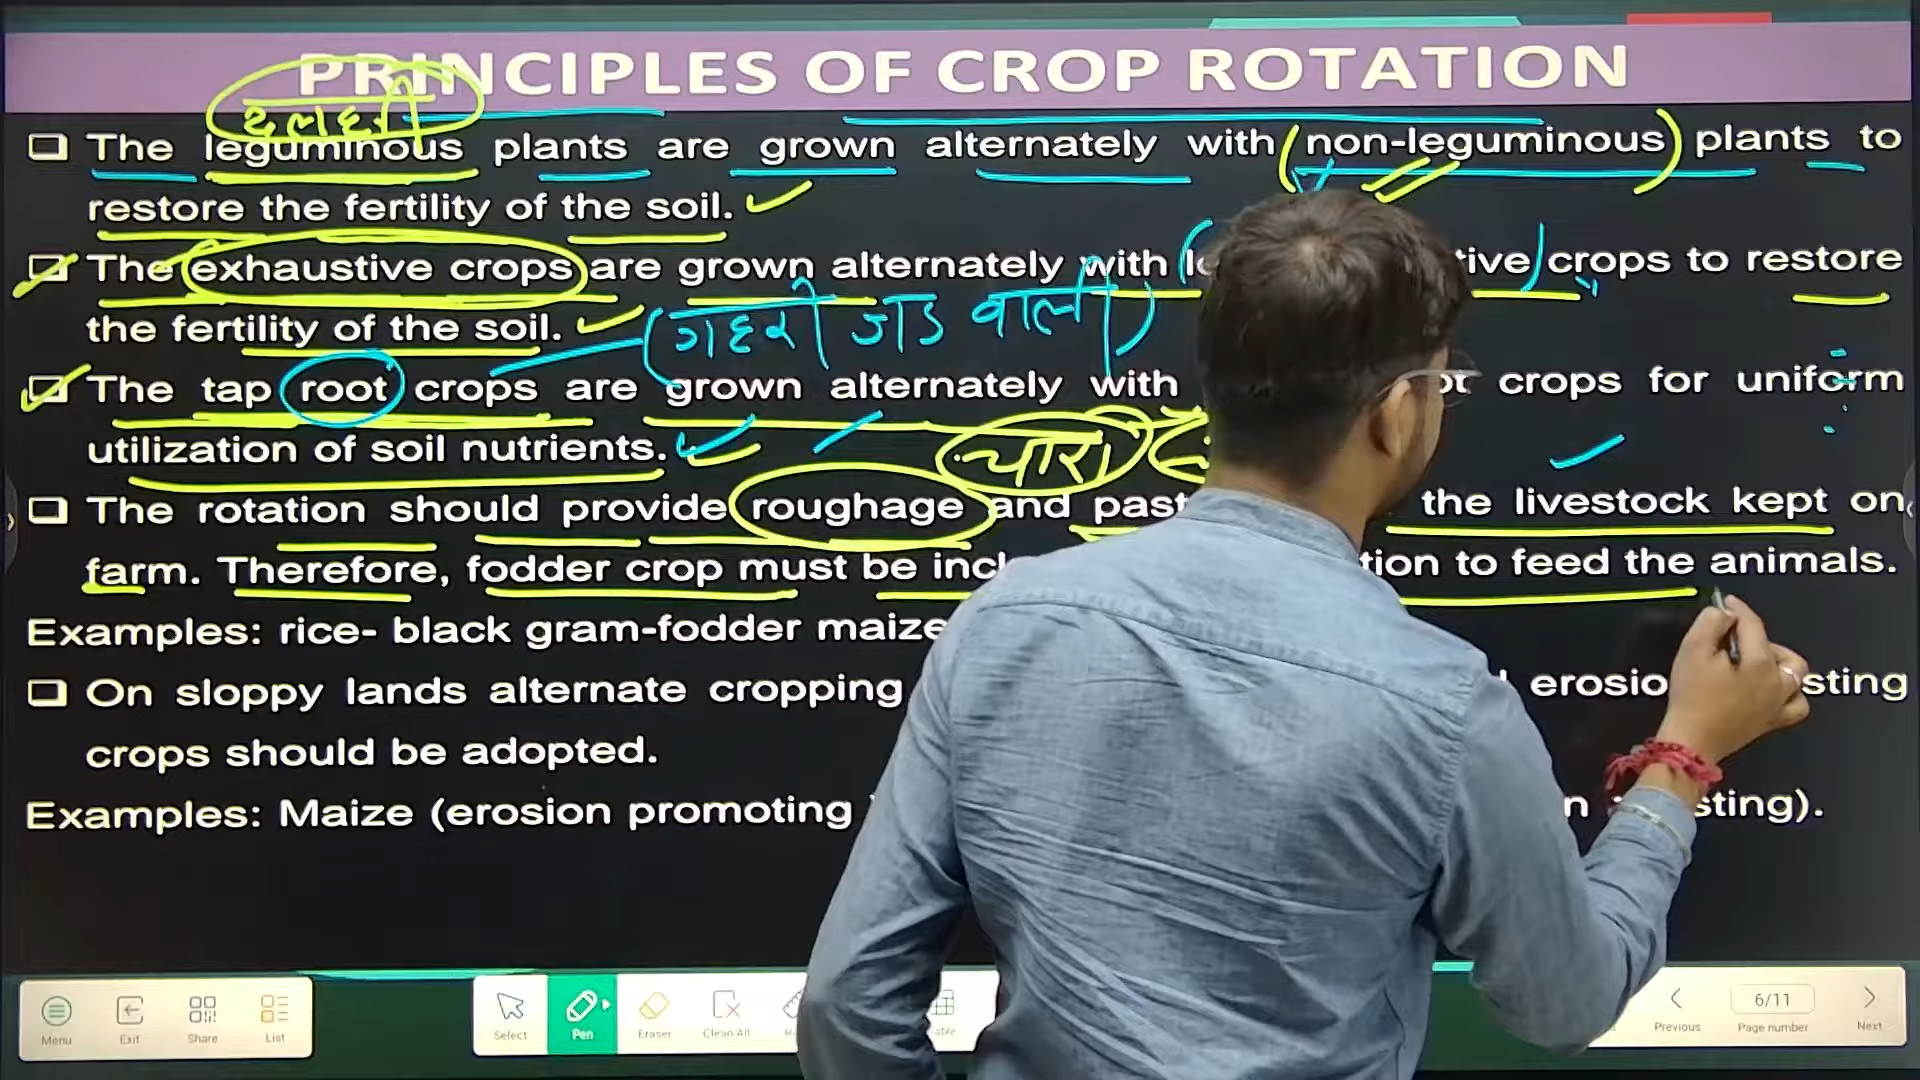 PRINCIPLES OF CROP ROTATION
दलहनी
The leguminous plants are grown alternately with (non-leguminous) plants to
restore the fertility of the soil.
The exhaustive crops are grown alternately with crops to restore
the fertility of the soil.
(गहरी जड वाली)
The tap root crops are grown alternately with crops for uniform
utilization of soil nutrients.
चारा
The rotation should provide roughage and the livestock kept on
farm. Therefore, fodder crop must be to feed the animals.
Examples: rice- black gram-fodder maize
On sloppy lands alternate cropping
crops should be adopted.
Examples: Maize (erosion promoting
Menu Exit Share List Select Pen Eraser Clean All Previous 6/11 Page number Next